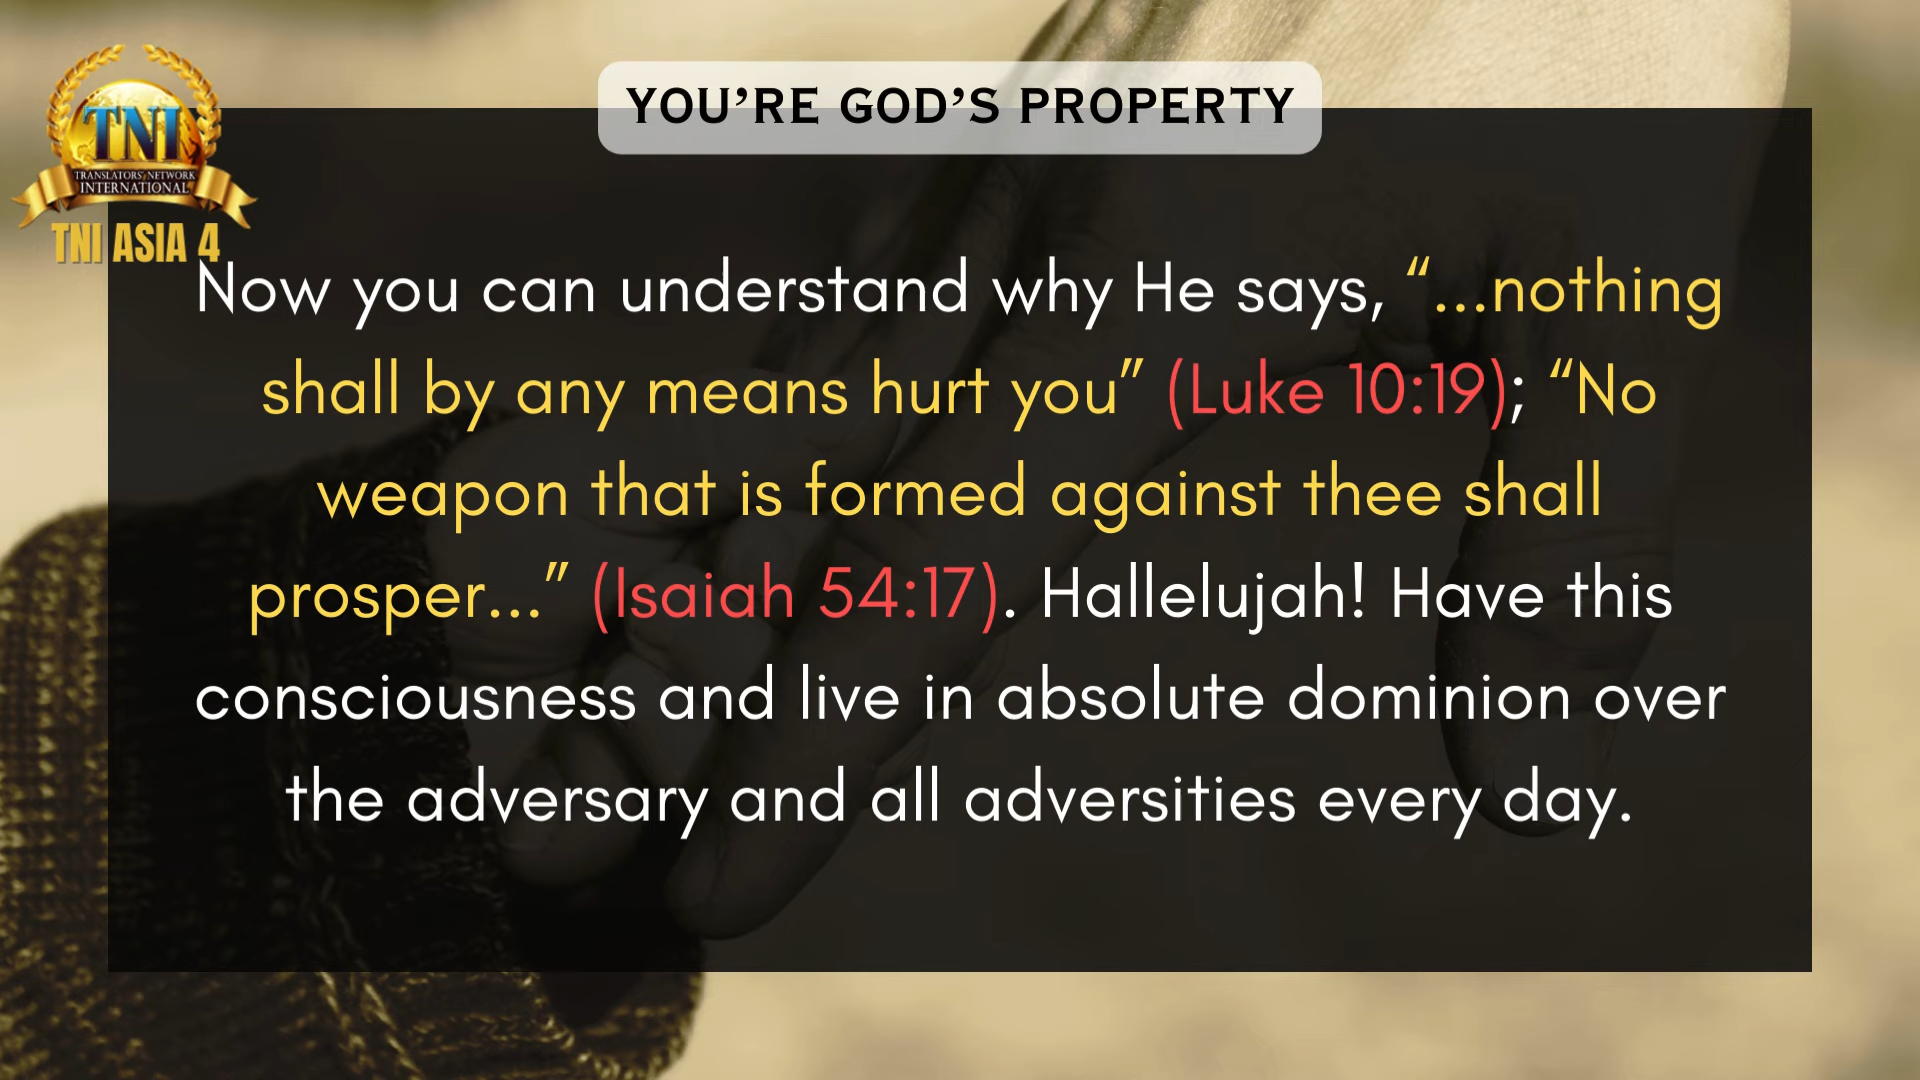 YOU’RE GOD’S PROPERTY
TNI
TRANSLATORS' NETWORK
INTERNATIONAL
TNI ASIA 4
Now you can understand why He says, “...nothing
shall by any means hurt you” (Luke 10:19); “No
weapon that is formed against thee shall
prosper...” (Isaiah 54:17). Hallelujah! Have this
consciousness and live in absolute dominion over
the adversary and all adversities every day.